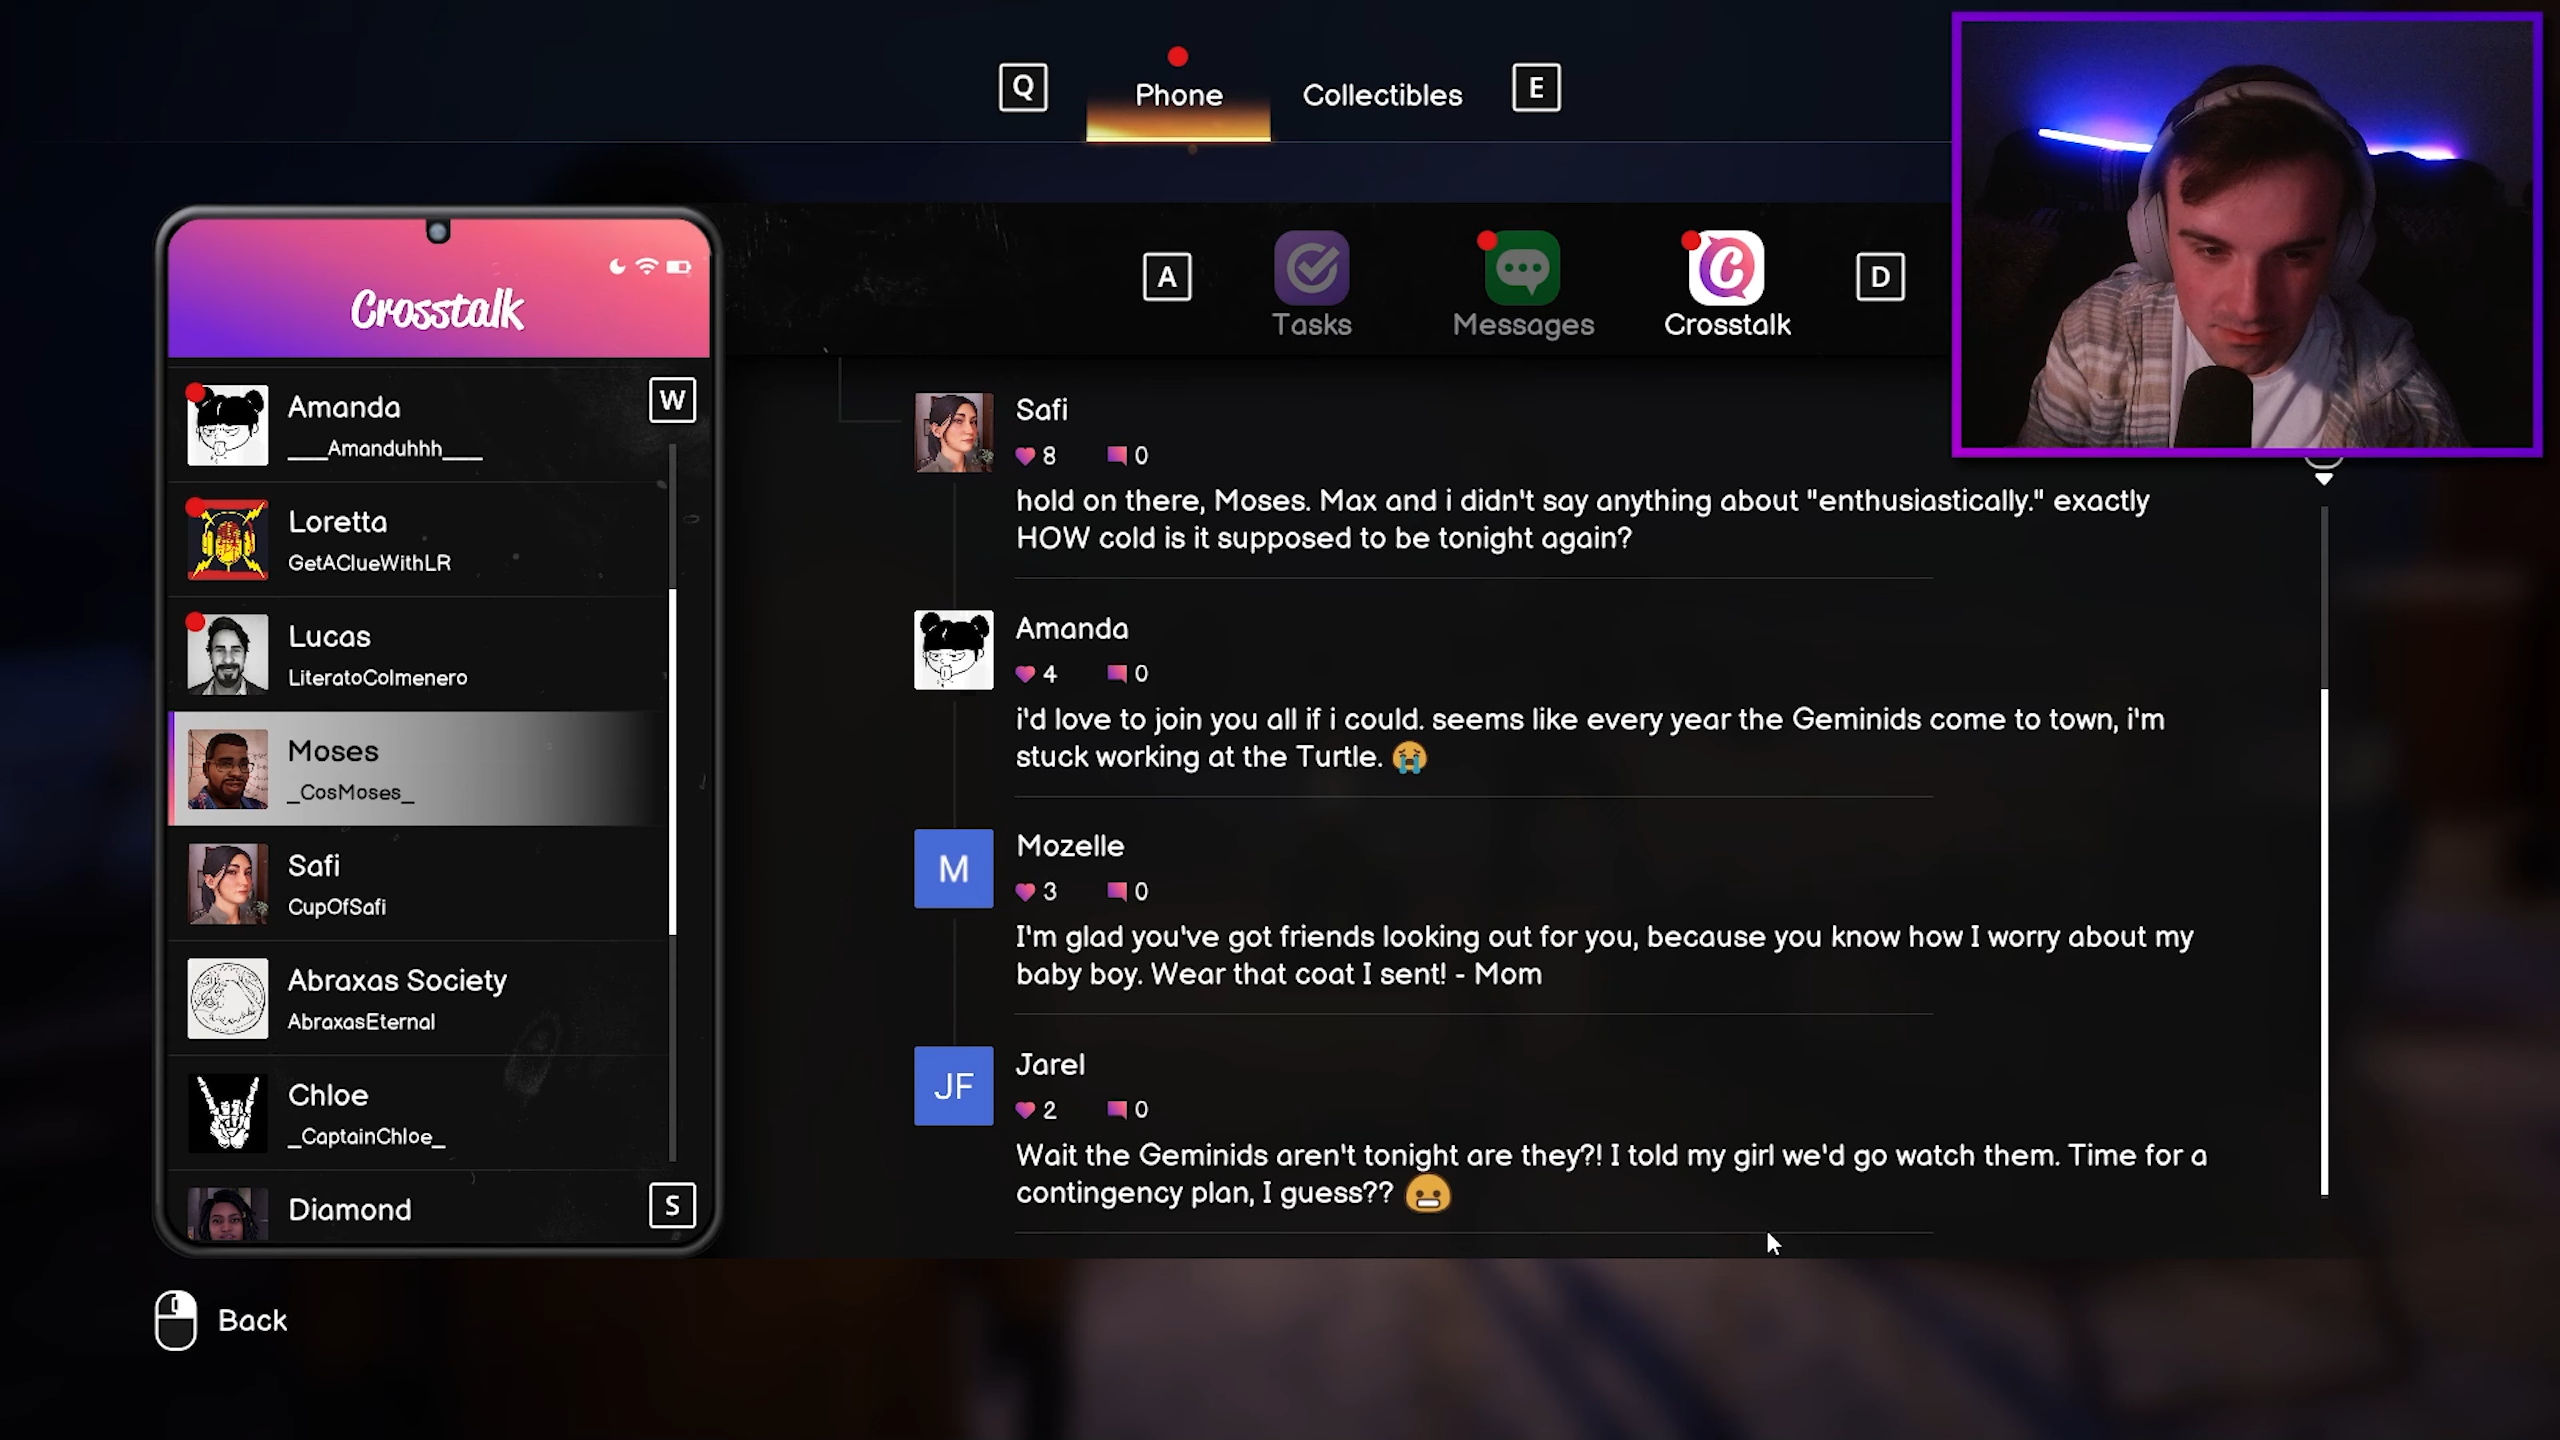 Q
Phone
Collectibles
E
Crosstalk
A
Tasks
Messages
Crosstalk
D
Amanda
___Amanduhhh___
W
Loretta
GetAClueWithLR
Lucas
LiteratoColmenero
Moses
_CosMoses_
Safi
CupOfSafi
Abraxas Society
AbraxasEternal
Chloe
_CaptainChloe_
Diamond
S
Safi
8 0
hold on there, Moses. Max and i didn't say anything about "enthusiastically." exactly
HOW cold is it supposed to be tonight again?
Amanda
4 0
i'd love to join you all if i could. seems like every year the Geminids come to town, i'm
stuck working at the Turtle. 😭
M
Mozelle
3 0
I'm glad you've got friends looking out for you, because you know how I worry about my
baby boy. Wear that coat I sent! - Mom
JF
Jarel
2 0
Wait the Geminids aren't tonight are they?! I told my girl we'd go watch them. Time for a
contingency plan, I guess?? 😬
Back